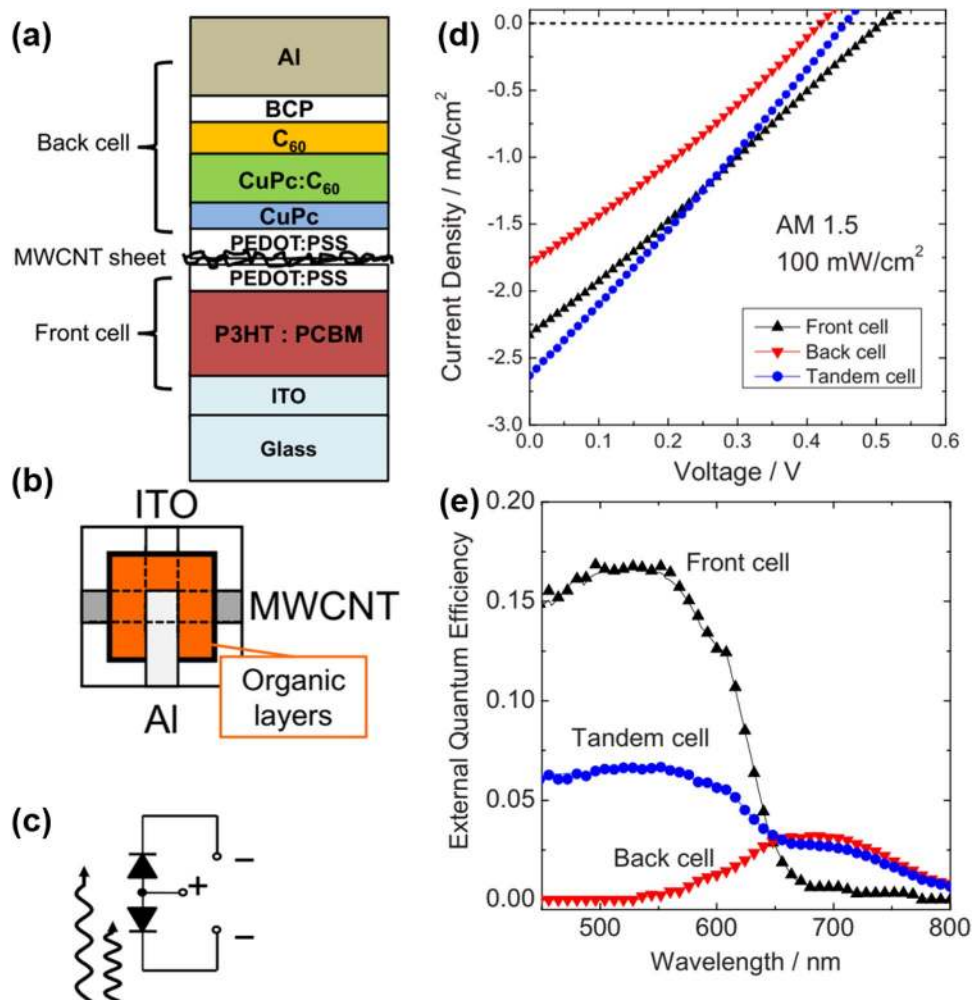 (a)
Al
BCP
C60
CuPc:C60
CuPc
PEDOT:PSS
PEDOT:PSS
P3HT : PCBM
ITO
Glass
Back cell
MWCNT sheet
Front cell
(b)
ITO
MWCNT
Organic
layers
Al
(c)
−
+
−
(d)
0.0
-0.5
-1.0
-1.5
-2.0
-2.5
-3.0
Current Density / mA/cm²
AM 1.5
100 mW/cm²
Front cell
Back cell
Tandem cell
0.0 0.1 0.2 0.3 0.4 0.5 0.6
Voltage / V
(e)
0.20
0.15
0.10
0.05
0.00
External Quantum Efficiency
Front cell
Tandem cell
Back cell
500 600 700 800
Wavelength / nm